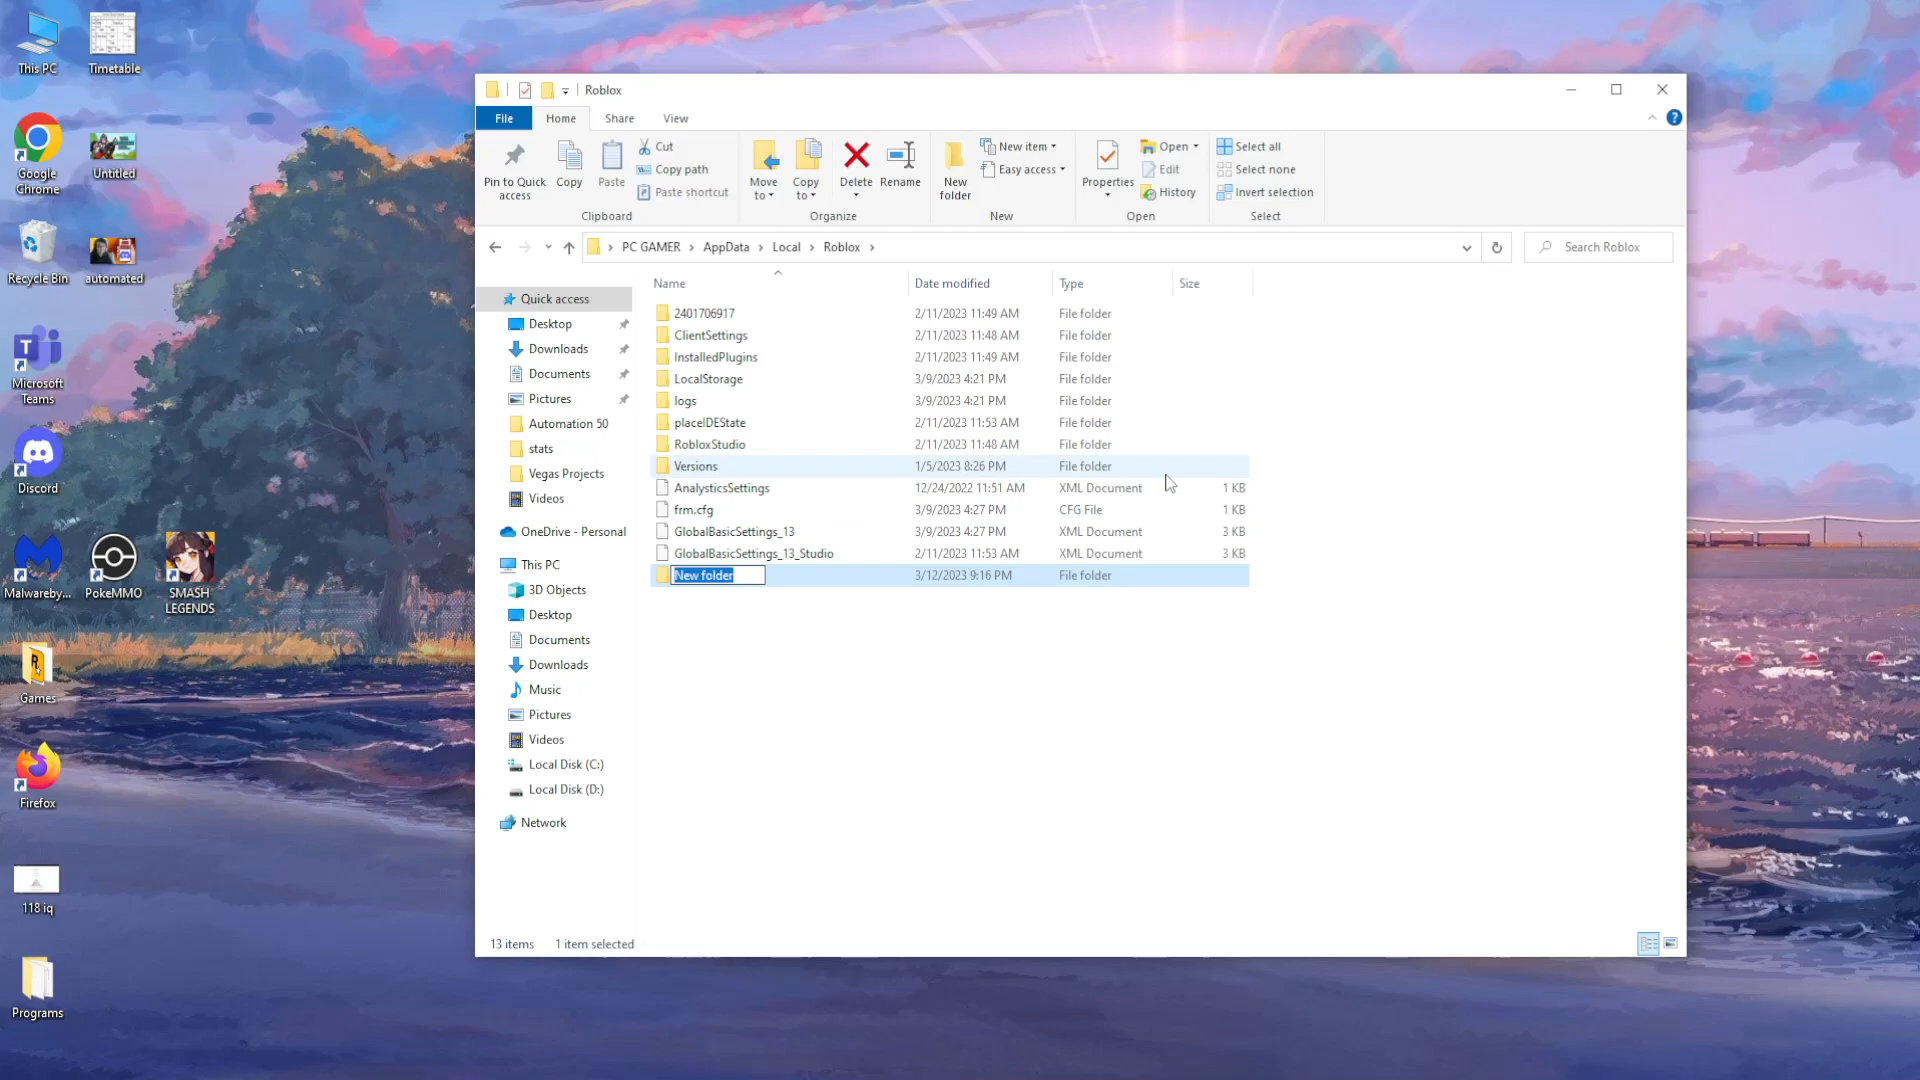 This PC
Timetable
Google
Chrome
Untitled
Recycle Bin
automated
Microsoft
Teams
Discord
Malwareby...
PokeMMO
SMASH
LEGENDS
Games
Firefox
118 iq
Programs
Roblox
File
Home
Share
View
Pin to Quick
access
Copy
Paste
Cut
Copy path
Paste shortcut
Clipboard
Move
to
Copy
to
Delete
Rename
Organize
New
folder
New item
Easy access
New
Properties
Open
Edit
History
Open
Select all
Select none
Invert selection
Select
PC GAMER > AppData > Local > Roblox >
Search Roblox
Quick access
Desktop
Downloads
Documents
Pictures
Automation 50
stats
Vegas Projects
Videos
OneDrive - Personal
This PC
3D Objects
Desktop
Documents
Downloads
Music
Pictures
Videos
Local Disk (C:)
Local Disk (D:)
Network
Name Date modified Type Size
2401706917 2/11/2023 11:49 AM File folder
ClientSettings 2/11/2023 11:48 AM File folder
InstalledPlugins 2/11/2023 11:49 AM File folder
LocalStorage 3/9/2023 4:21 PM File folder
logs 3/9/2023 4:21 PM File folder
placeIDEState 2/11/2023 11:53 AM File folder
RobloxStudio 2/11/2023 11:48 AM File folder
Versions 1/5/2023 8:26 PM File folder
AnalysticsSettings 12/24/2022 11:51 AM XML Document 1 KB
frm.cfg 3/9/2023 4:27 PM CFG File 1 KB
GlobalBasicSettings_13 3/9/2023 4:27 PM XML Document 3 KB
GlobalBasicSettings_13_Studio 2/11/2023 11:53 AM XML Document 3 KB
New folder 3/12/2023 9:16 PM File folder
13 items 1 item selected